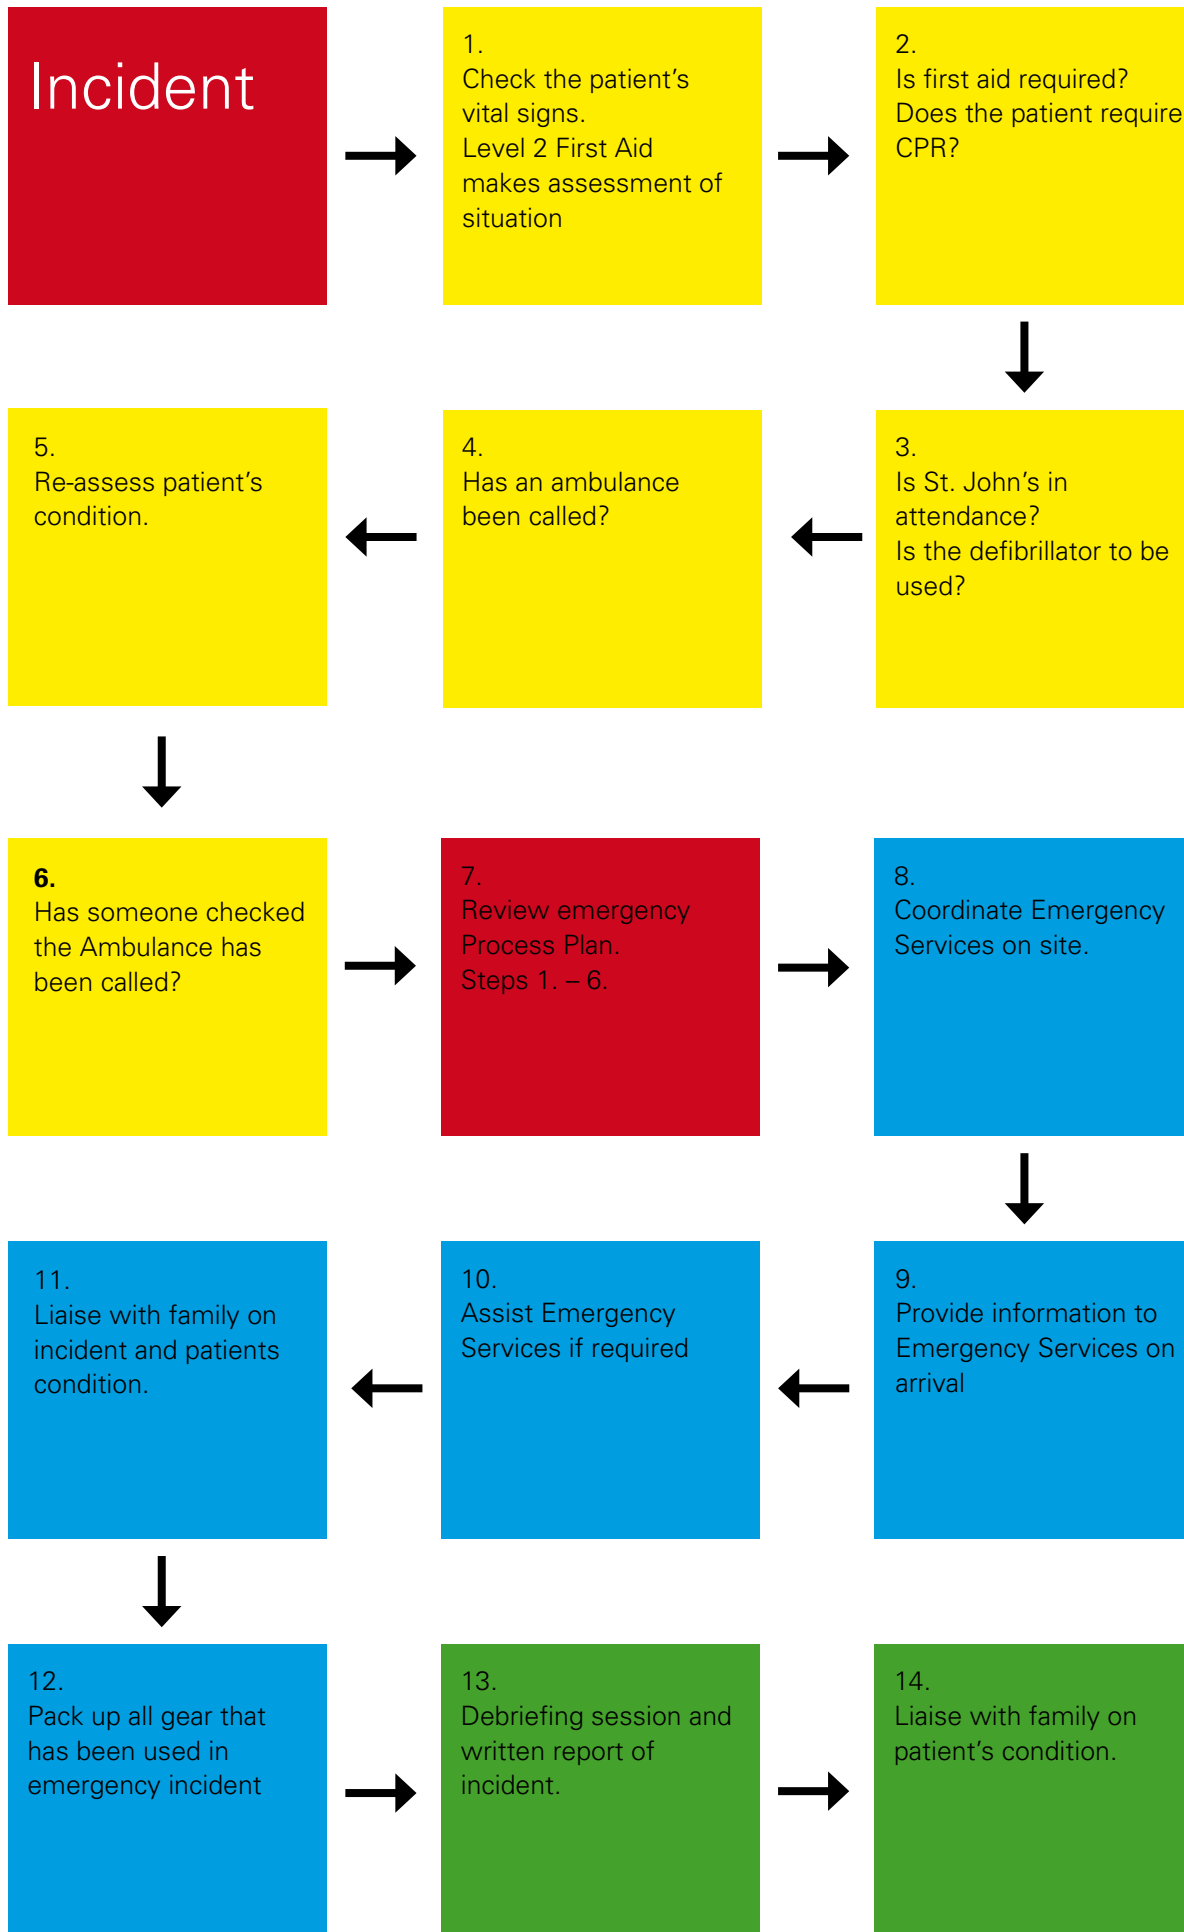 Incident
1.
Check the patient’s
vital signs.
Level 2 First Aid
makes assessment of
situation
2.
Is first aid required?
Does the patient require
CPR?
3.
Is St. John’s in
attendance?
Is the defibrillator to be
used?
4.
Has an ambulance
been called?
5.
Re-assess patient’s
condition.
6.
Has someone checked
the Ambulance has
been called?
7.
Review emergency
Process Plan.
Steps 1. – 6.
8.
Coordinate Emergency
Services on site.
9.
Provide information to
Emergency Services on
arrival
10.
Assist Emergency
Services if required
11.
Liaise with family on
incident and patients
condition.
12.
Pack up all gear that
has been used in
emergency incident
13.
Debriefing session and
written report of
incident.
14.
Liaise with family on
patient’s condition.